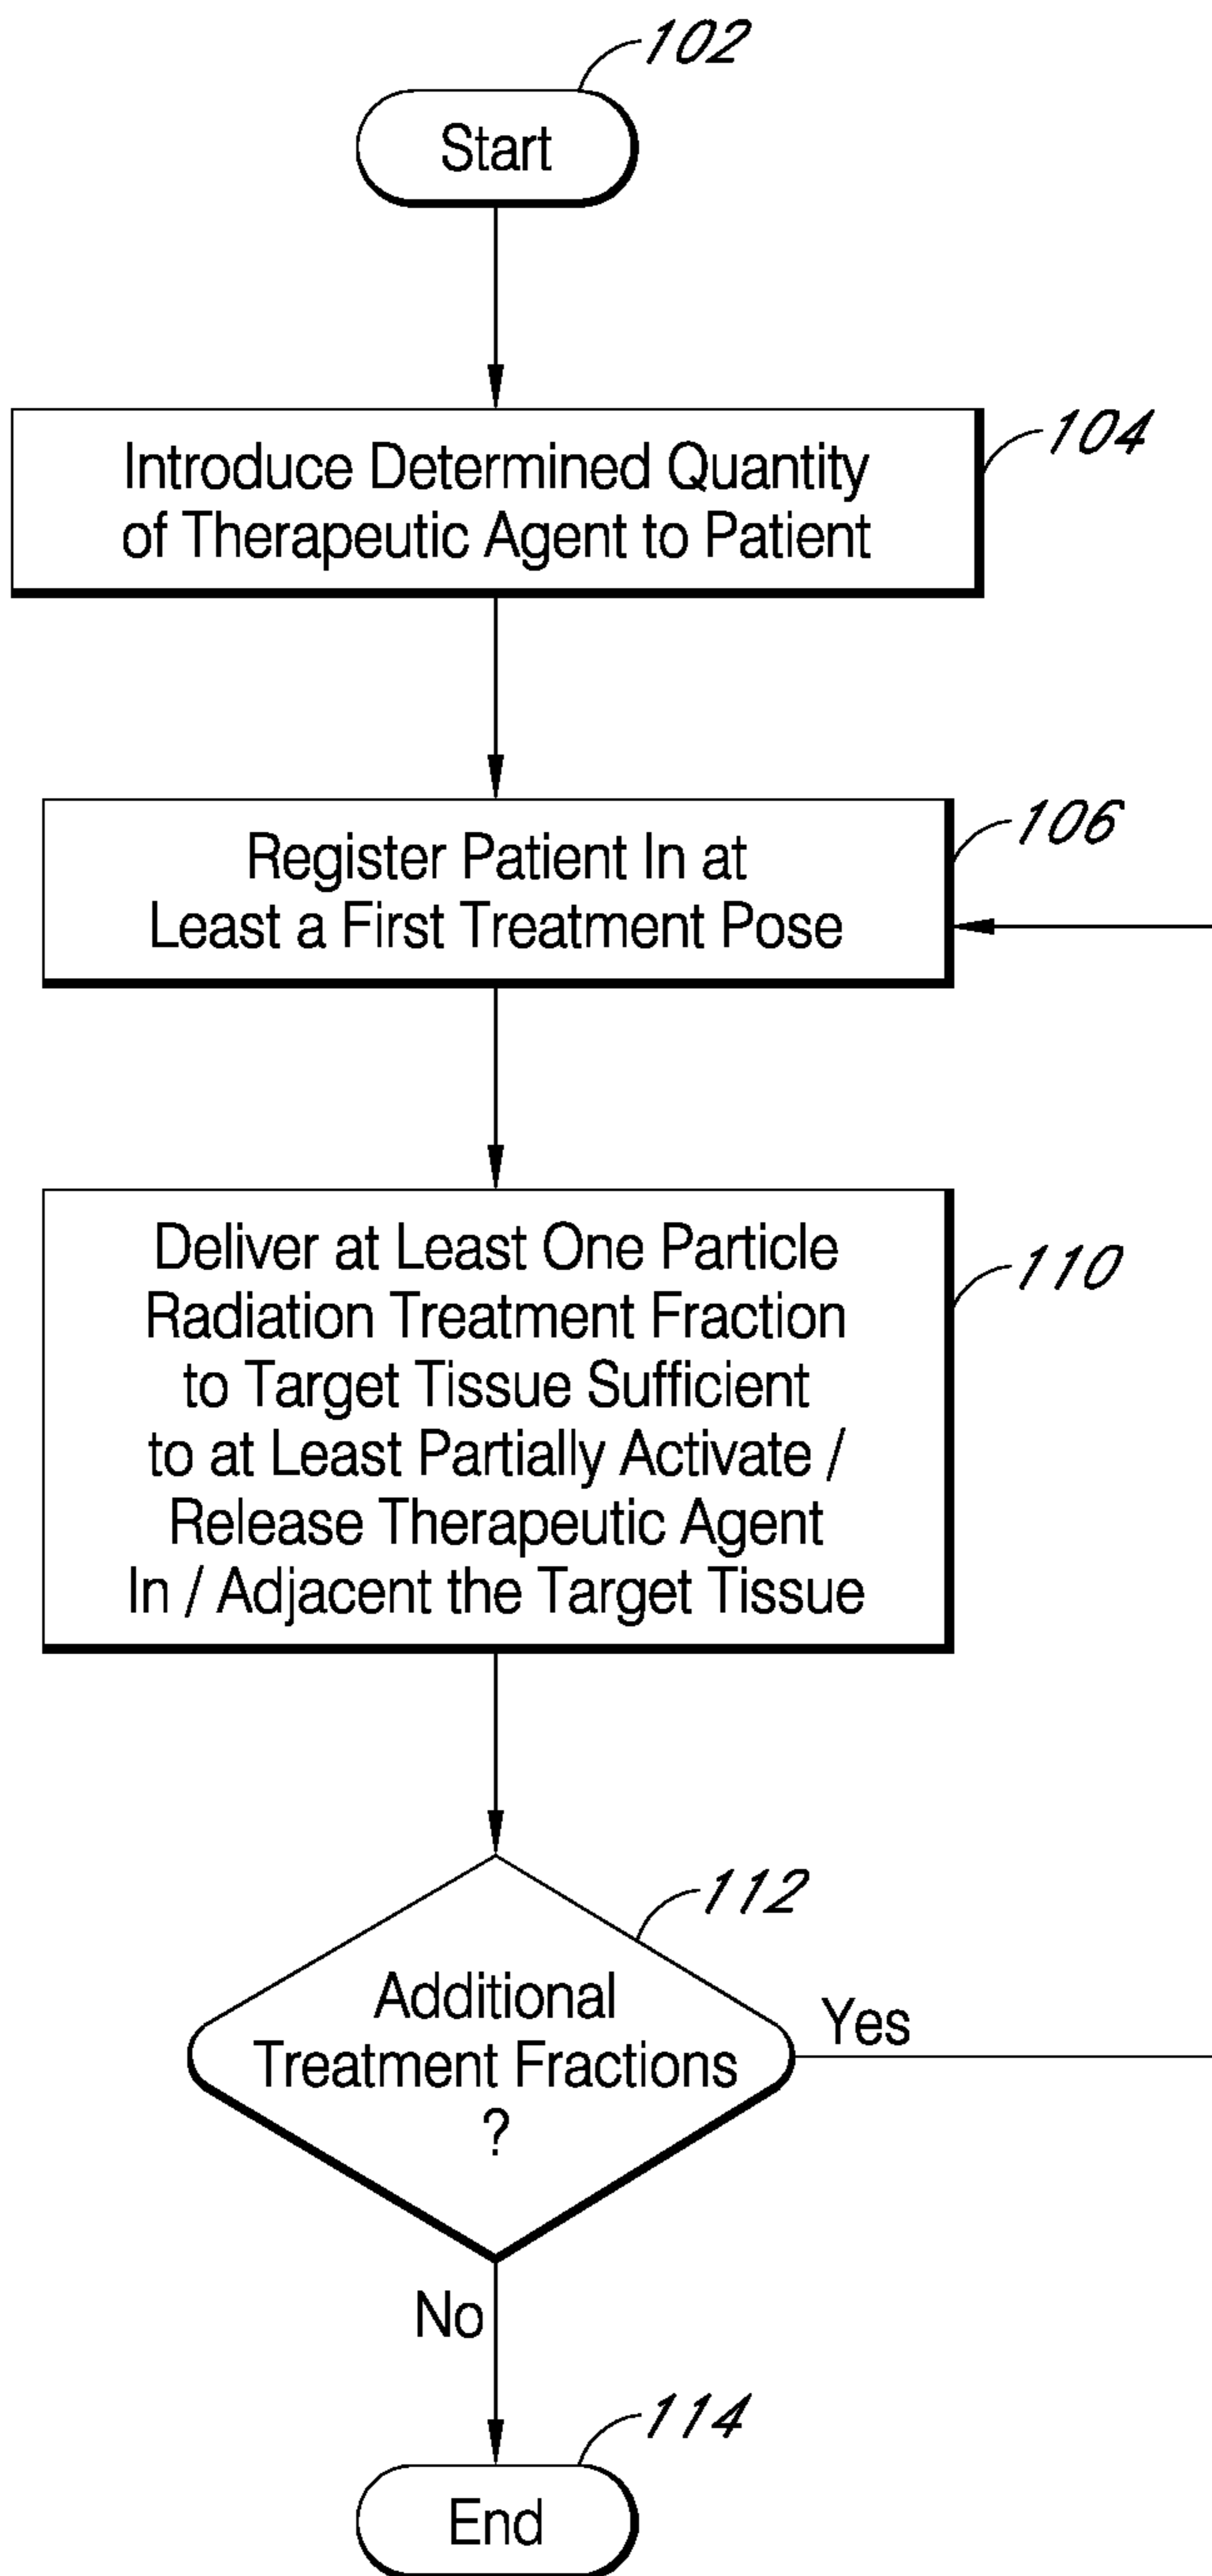 102
Start
104
Introduce Determined Quantity
of Therapeutic Agent to Patient
106
Register Patient In at
Least a First Treatment Pose
110
Deliver at Least One Particle
Radiation Treatment Fraction
to Target Tissue Sufficient
to at Least Partially Activate /
Release Therapeutic Agent
In / Adjacent the Target Tissue
112
Additional
Treatment Fractions
?
Yes
No
114
End